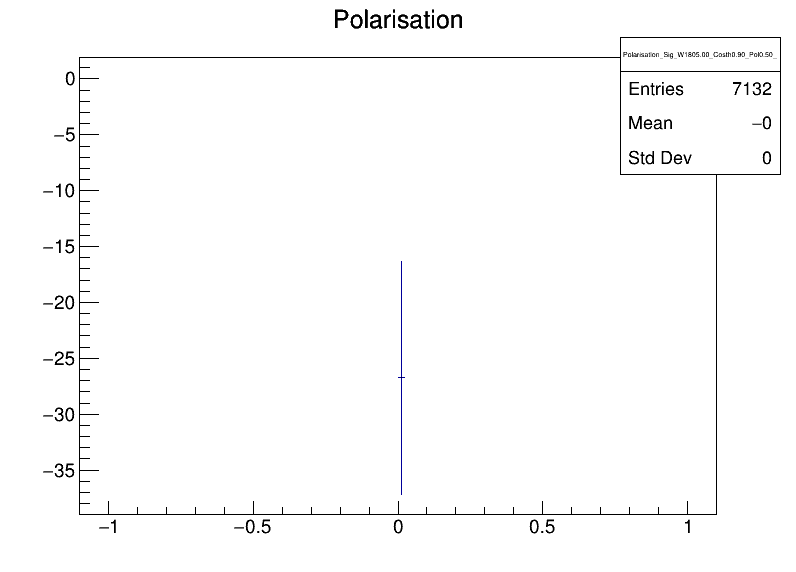 Polarisation
Polarisation_Sig_W1805.00_Costh0.90_Pol0.50_
Entries 7132
Mean −0
Std Dev 0
0
−5
−10
−15
−20
−25
−30
−35
−1 −0.5 0 0.5 1